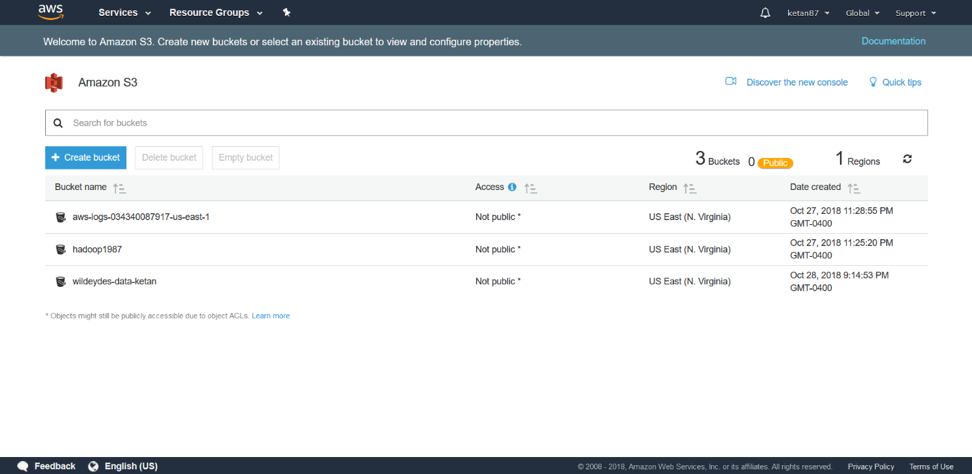 aws Services Resource Groups ketan87 Global Support
Welcome to Amazon S3. Create new buckets or select an existing bucket to view and configure properties. Documentation
Amazon S3 Discover the new console Quick tips
Search for buckets
+ Create bucket Delete bucket Empty bucket 3 Buckets 0 Public 1 Regions
Bucket name Access Region Date created
aws-logs-034340087917-us-east-1 Not public * US East (N. Virginia) Oct 27, 2018 11:28:55 PM
GMT-0400
hadoop1987 Not public * US East (N. Virginia) Oct 27, 2018 11:25:20 PM
GMT-0400
wildeydes-data-ketan Not public * US East (N. Virginia) Oct 28, 2018 9:14:53 PM
GMT-0400
* Objects might still be publicly accessible due to object ACLs. Learn more
Feedback English (US) © 2008 - 2018, Amazon Web Services, Inc. or its affiliates. All rights reserved. Privacy Policy Terms of Use